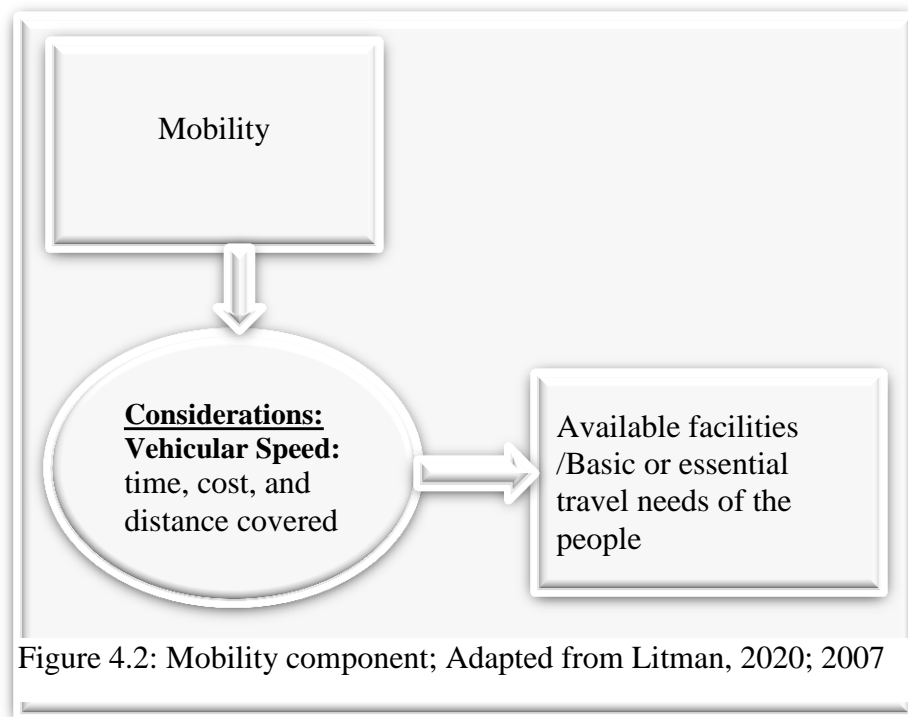 Mobility
Considerations:
Vehicular Speed:
time, cost, and
distance covered
Available facilities
/Basic or essential
travel needs of the
people
Figure 4.2: Mobility component; Adapted from Litman, 2020; 2007